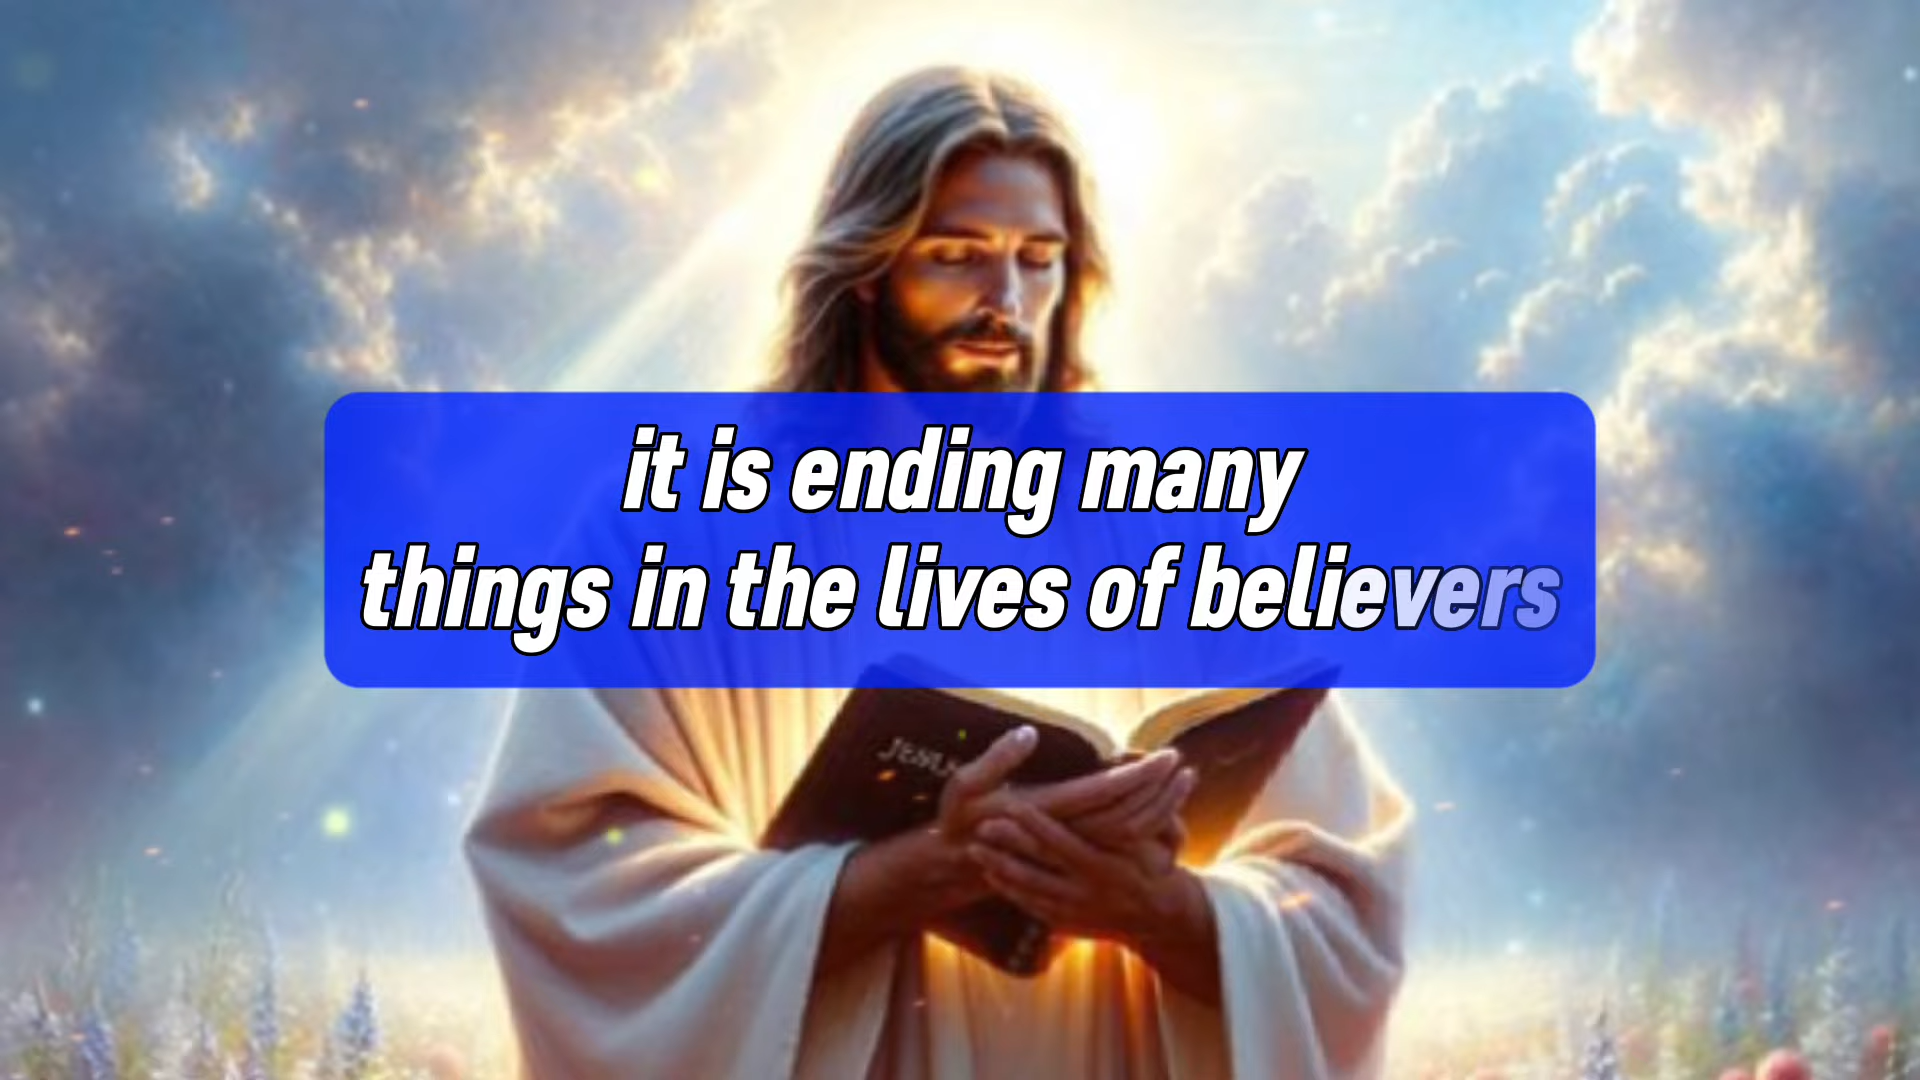 it is ending many
things in the lives of believers